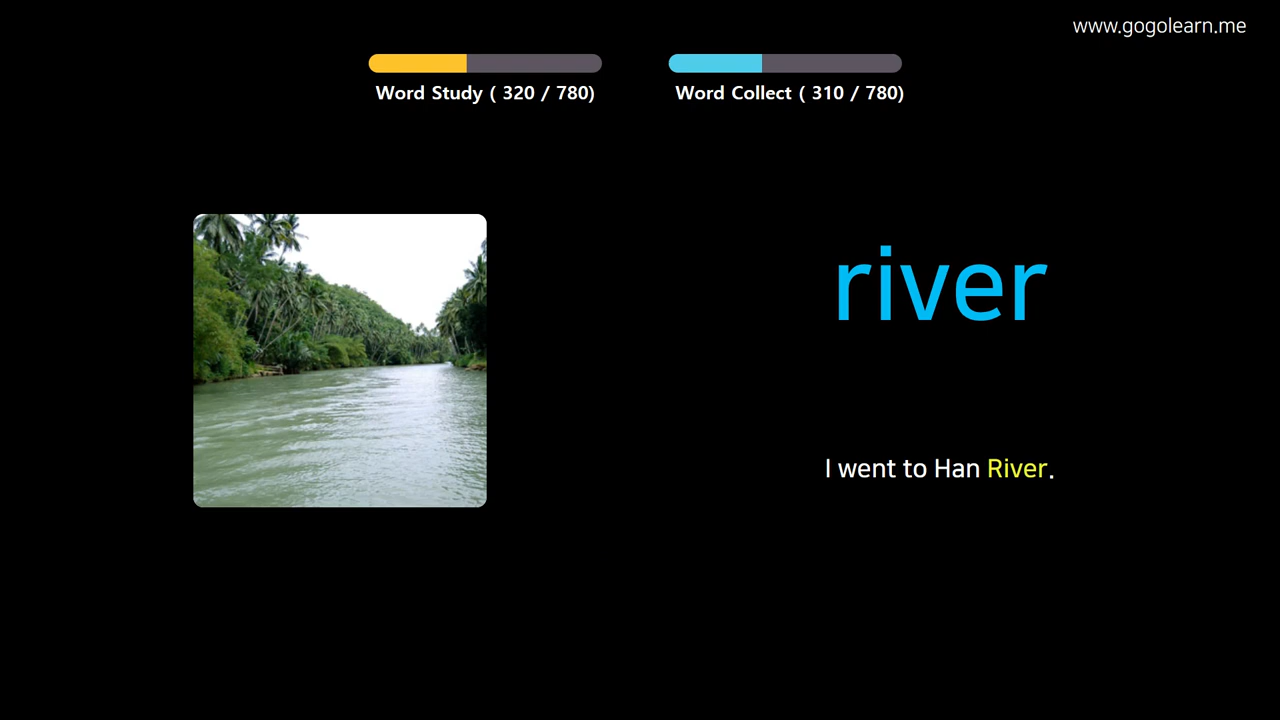 www.gogolearn.me
Word Study ( 320 / 780)
Word Collect ( 310 / 780)
river
I went to Han River.